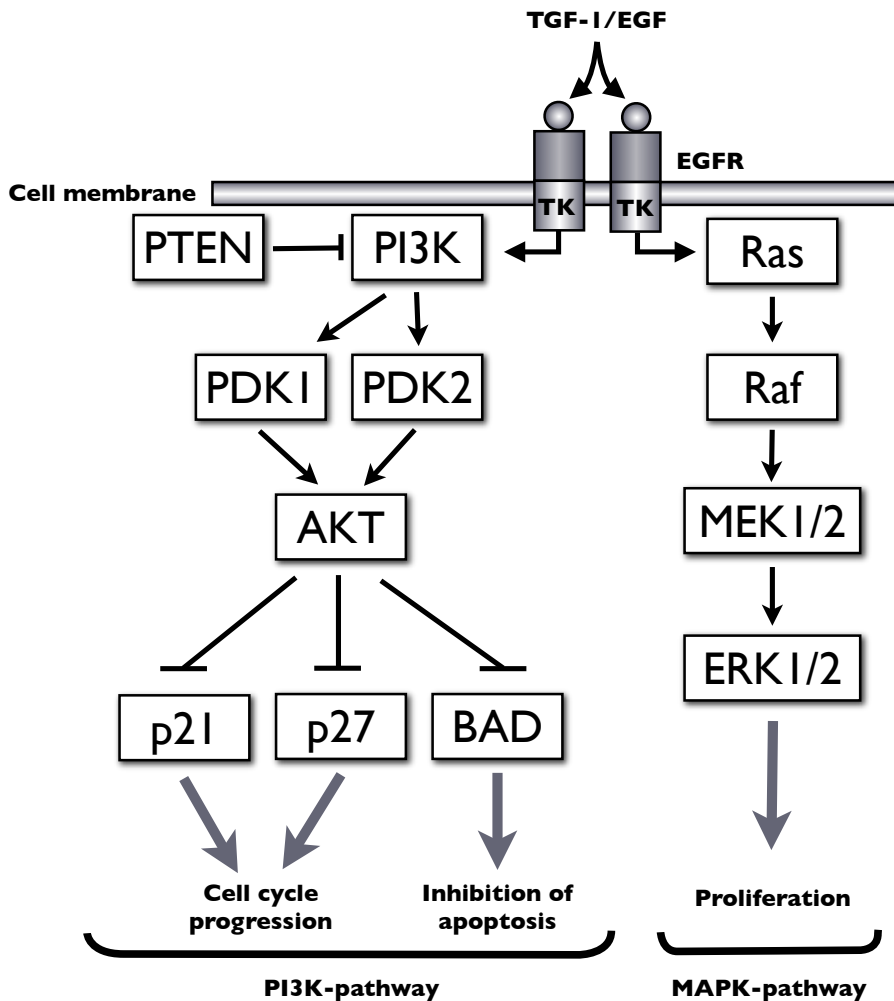 TGF-1/EGF
EGFR
Cell membrane
TK TK
PTEN PI3K Ras
PDK1 PDK2 Raf
AKT MEK1/2
ERK1/2
p21 p27 BAD
Cell cycle
progression
Inhibition of
apoptosis
Proliferation
PI3K-pathway MAPK-pathway